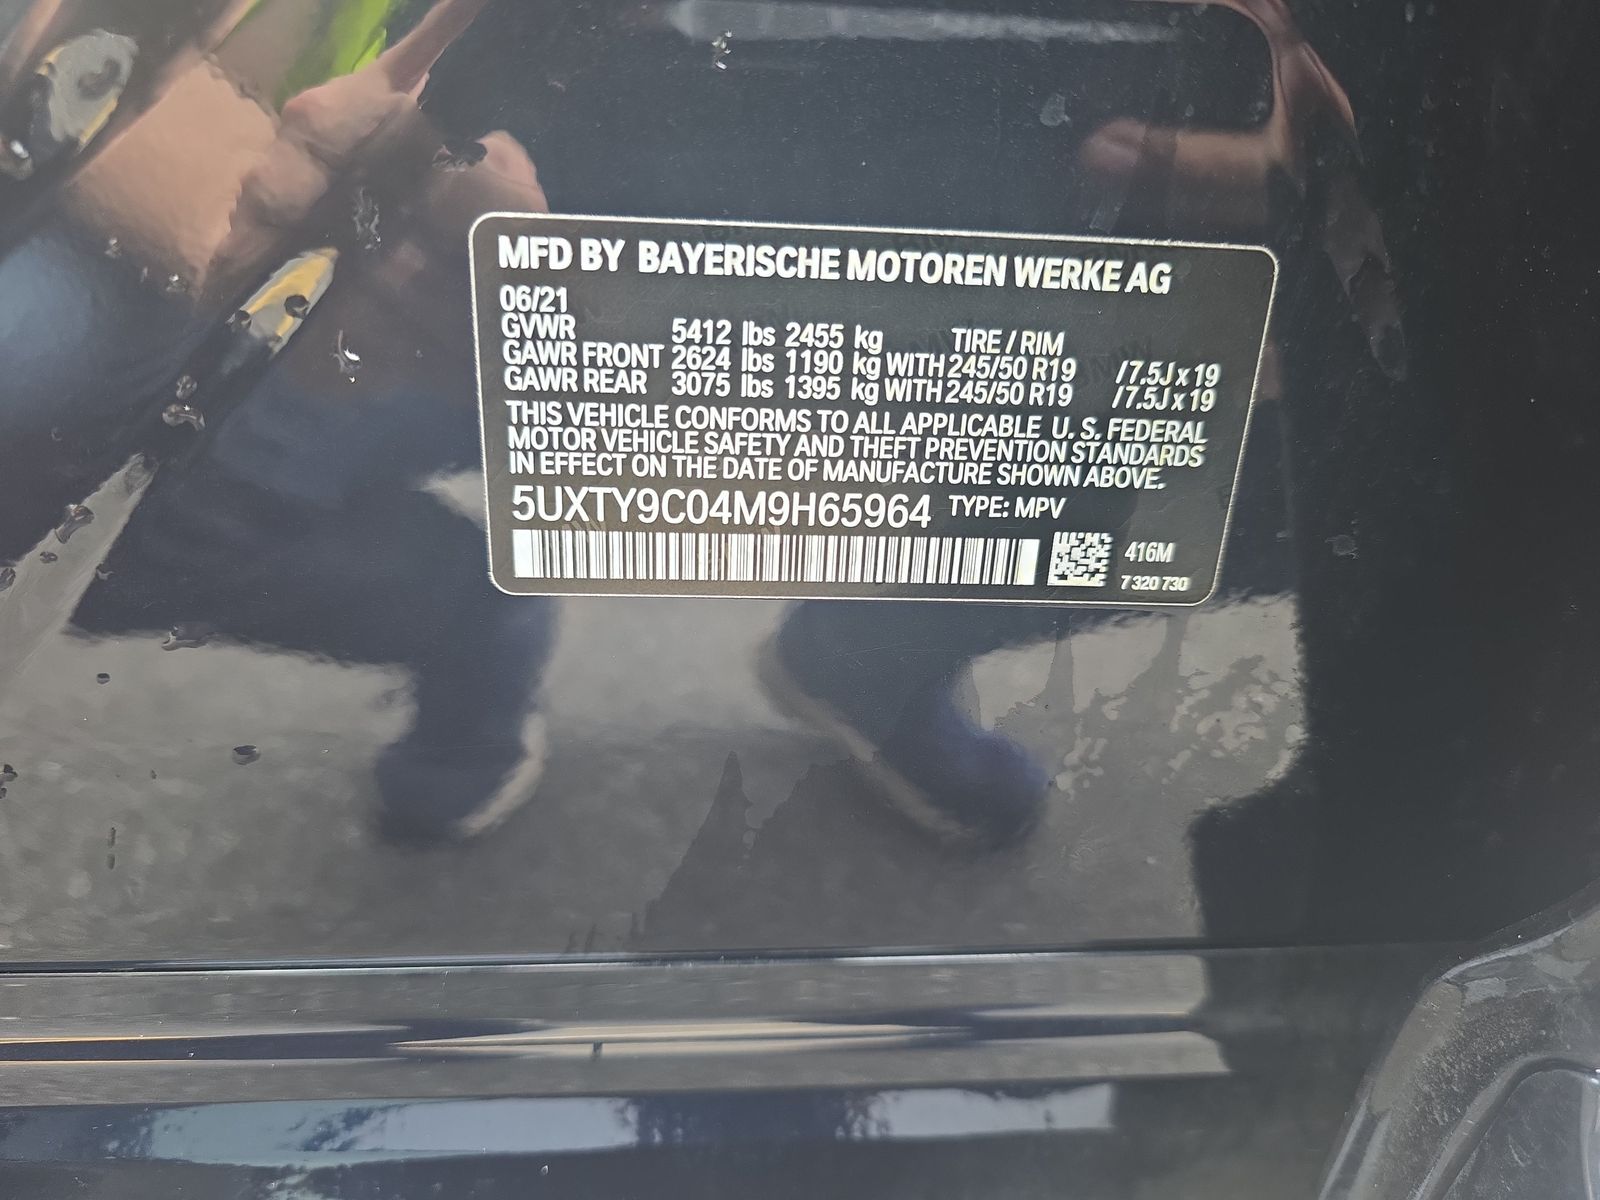 MFD BY BAYERISCHE MOTOREN WERKE AG
06/21
GVWR 5412 lbs 2455 kg TIRE / RIM
GAWR FRONT 2624 lbs 1190 kg WITH 245/50 R19 / 7.5J x 19
GAWR REAR 3075 lbs 1395 kg WITH 245/50 R19 / 7.5J x 19
THIS VEHICLE CONFORMS TO ALL APPLICABLE U. S. FEDERAL
MOTOR VEHICLE SAFETY AND THEFT PREVENTION STANDARDS
IN EFFECT ON THE DATE OF MANUFACTURE SHOWN ABOVE.
5UXTY9C04M9H65964 TYPE: MPV
416M
7 320 730